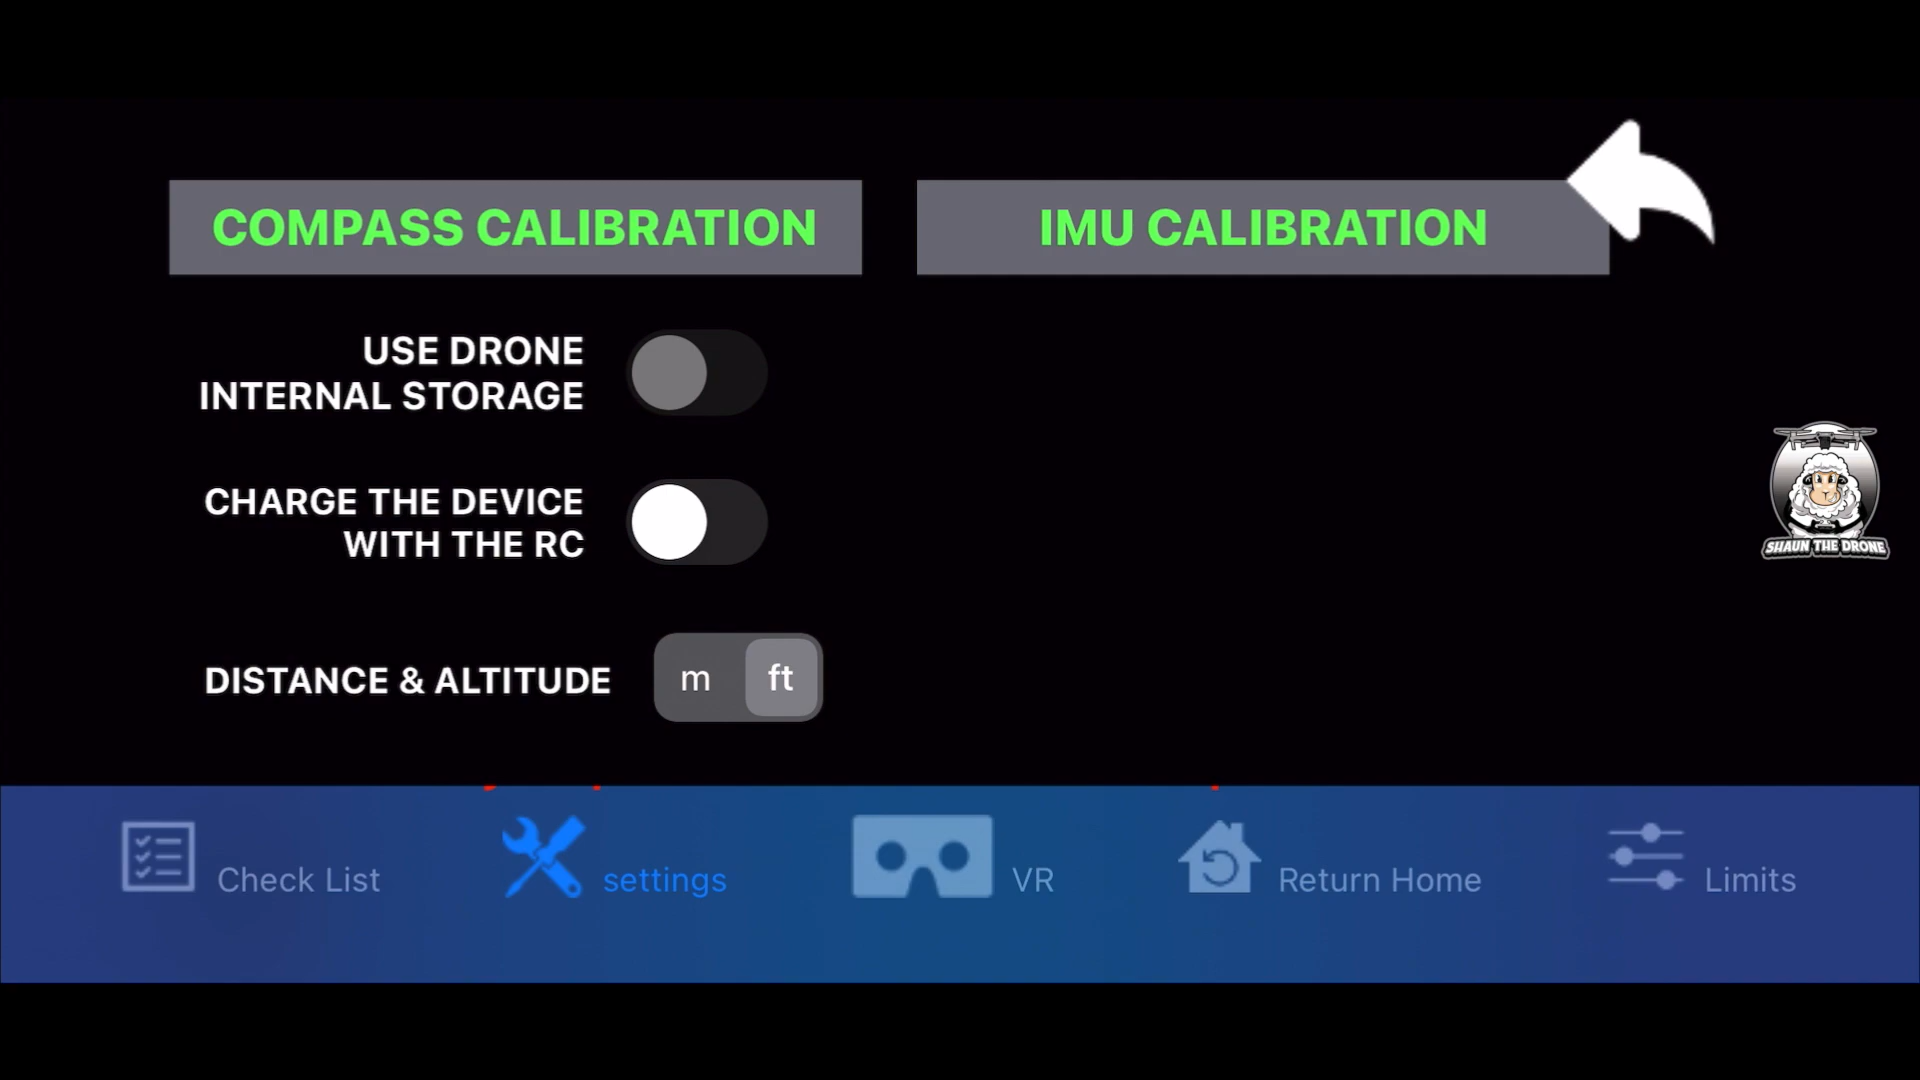 COMPASS CALIBRATION
IMU CALIBRATION
USE DRONE
INTERNAL STORAGE
CHARGE THE DEVICE
WITH THE RC
SHAUN THE DRONE
DISTANCE & ALTITUDE
m
ft
Check List
settings
VR
Return Home
Limits